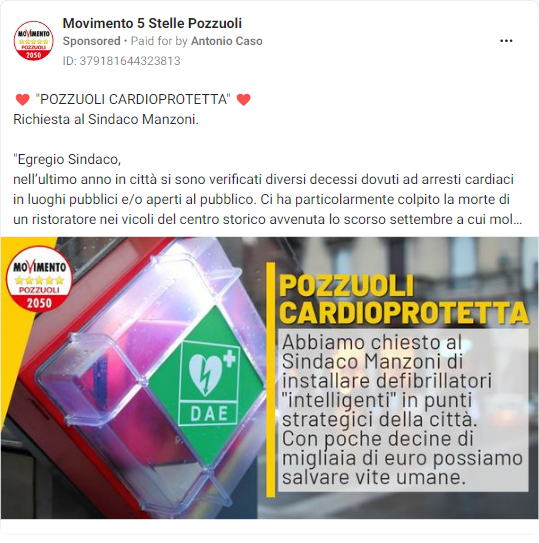 Movimento 5 Stelle Pozzuoli
Sponsored • Paid for by Antonio Caso
ID: 379181644323813
❤️ "POZZUOLI CARDIOPROTETTA" ❤️
Richiesta al Sindaco Manzoni.
"Egregio Sindaco,
nell'ultimo anno in città si sono verificati diversi decessi dovuti ad arresti cardiaci
in luoghi pubblici e/o aperti al pubblico. Ci ha particolarmente colpito la morte di
un ristoratore nei vicoli del centro storico avvenuta lo scorso settembre a cui mol...
MOVIMENTO
POZZUOLI
2050
DAE
POZZUOLI
CARDIOPROTETTA
Abbiamo chiesto al
Sindaco Manzoni di
installare defibrillatori
"intelligenti" in punti
strategici della città.
Con poche decine di
migliaia di euro possiamo
salvare vite umane.